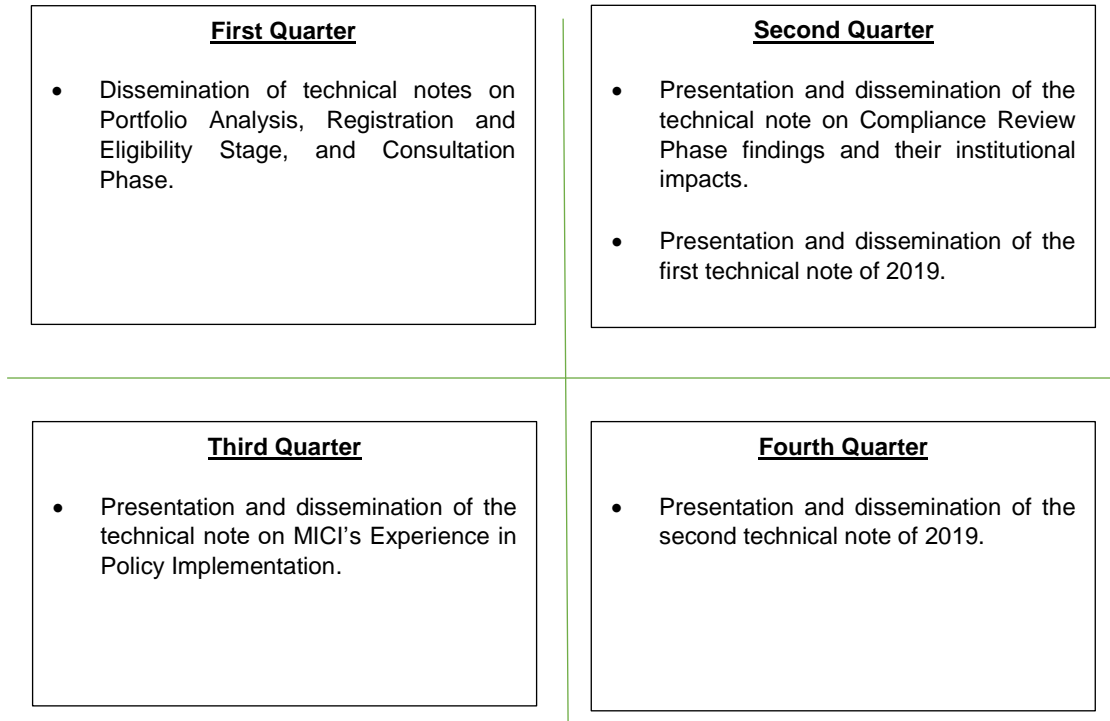 First Quarter
• Dissemination of technical notes on
Portfolio Analysis, Registration and
Eligibility Stage, and Consultation
Phase.
Second Quarter
• Presentation and dissemination of the
technical note on Compliance Review
Phase findings and their institutional
impacts.
• Presentation and dissemination of the
first technical note of 2019.
Third Quarter
• Presentation and dissemination of the
technical note on MICI’s Experience in
Policy Implementation.
Fourth Quarter
• Presentation and dissemination of the
second technical note of 2019.